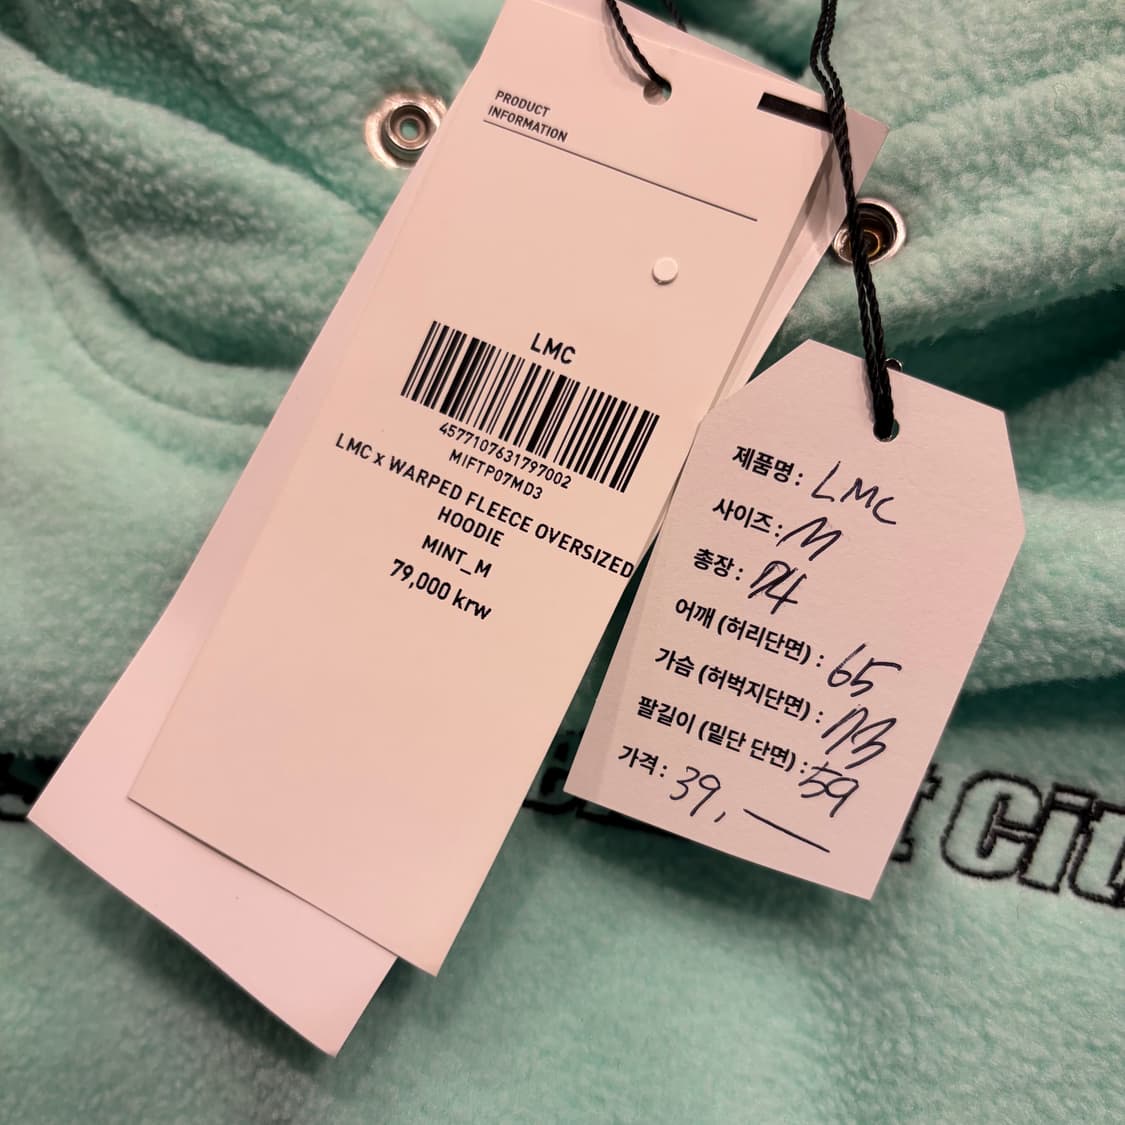 PRODUCT
INFORMATION
LMC
4577107631797002
MIFTP07MD3
LMC x WARPED FLEECE OVERSIZED
HOODIE
MINT_M
79,000 krw
제품명 : LMC
사이즈 : M
총장 : 74
어깨 (허리단면) : 65
가슴 (허벅지단면) : 73
팔길이 (밑단 단면) : 59
가격 : 39,—